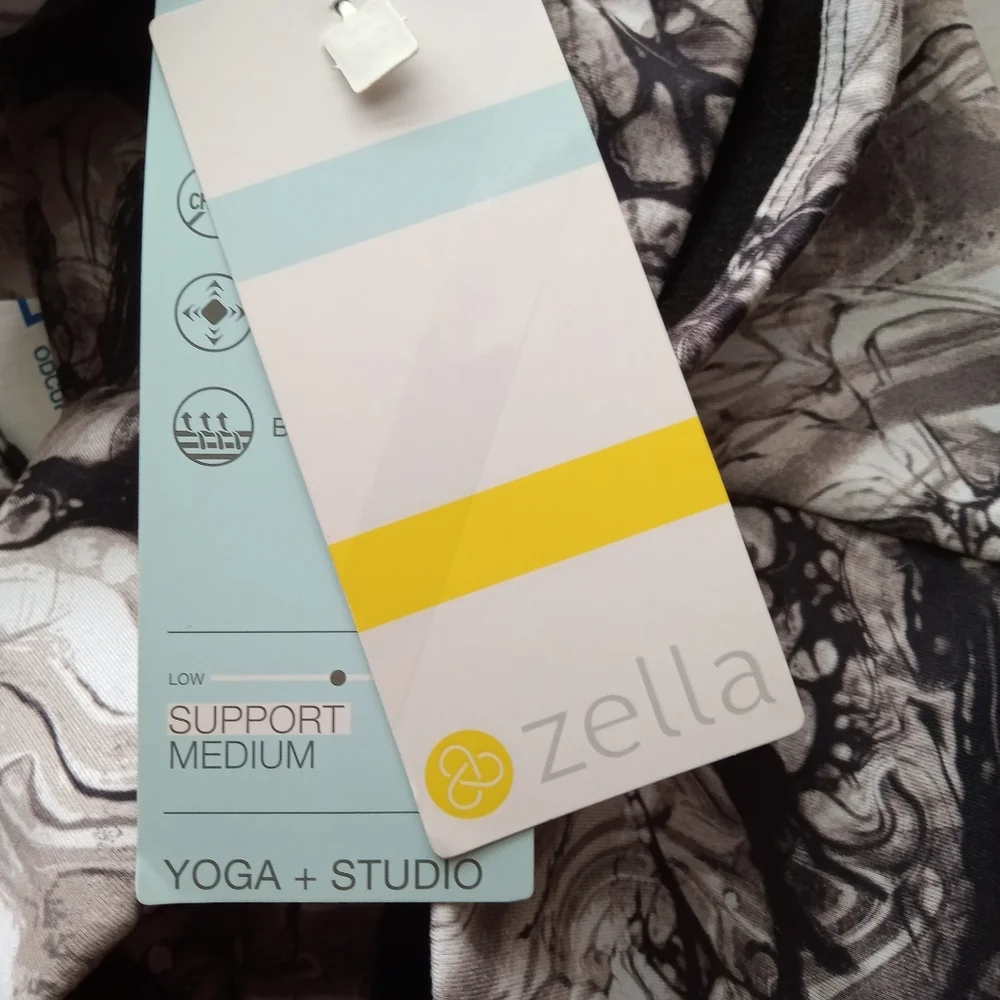 LOW
SUPPORT
MEDIUM
YOGA + STUDIO
zella